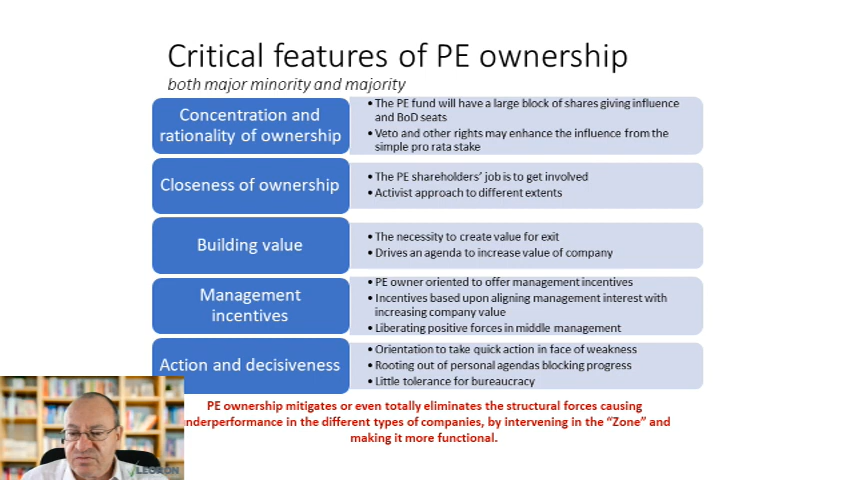 Critical features of PE ownership
both major minority and majority
Concentration and
rationality of ownership
• The PE fund will have a large block of shares giving influence
and BoD seats
• Veto and other rights may enhance the influence from the
simple pro rata stake
Closeness of ownership
• The PE shareholders' job is to get involved
• Activist approach to different extents
Building value
• The necessity to create value for exit
• Drives an agenda to increase value of company
Management
incentives
• PE owner oriented to offer management incentives
• Incentives based upon aligning management interest with
increasing company value
• Liberating positive forces in middle management
Action and decisiveness
• Orientation to take quick action in face of weakness
• Rooting out of personal agendas blocking progress
• Little tolerance for bureaucracy
PE ownership mitigates or even totally eliminates the structural forces causing
nderperformance in the different types of companies, by intervening in the “Zone” and
making it more functional.